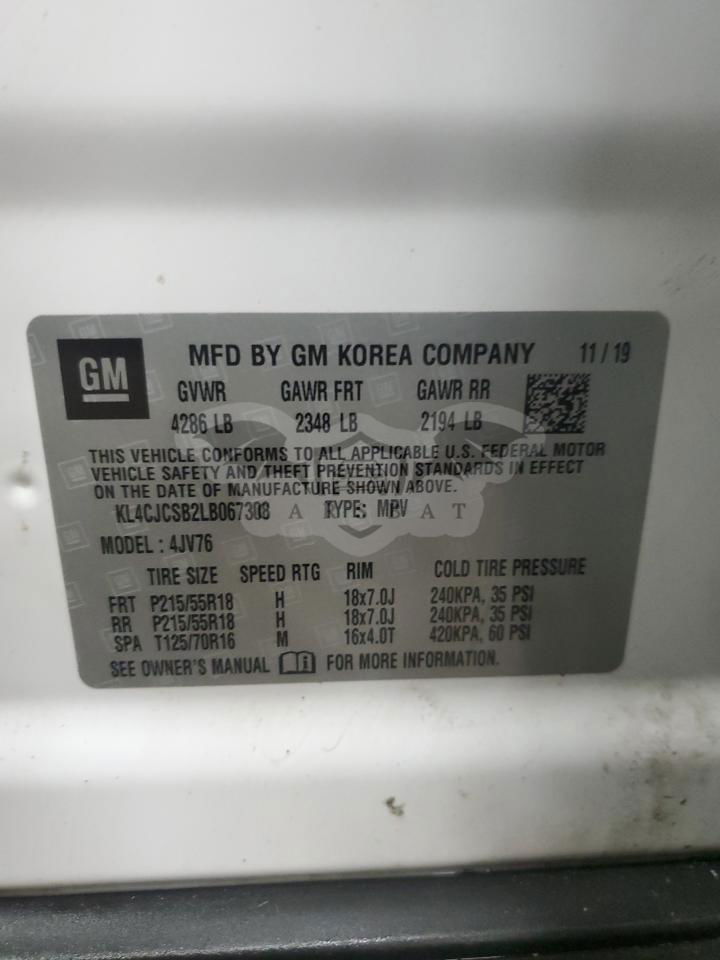 GM
MFD BY GM KOREA COMPANY 11 / 19
GVWR GAWR FRT GAWR RR
4286 LB 2348 LB 2194 LB
THIS VEHICLE CONFORMS TO ALL APPLICABLE U.S. FEDERAL MOTOR
VEHICLE SAFETY AND THEFT PREVENTION STANDARDS IN EFFECT
ON THE DATE OF MANUFACTURE SHOWN ABOVE.
KL4CJCSB2LB067308 TYPE: MPV
MODEL : 4JV76
TIRE SIZE SPEED RTG RIM COLD TIRE PRESSURE
FRT P215/55R18 H 18x7.0J 240KPA, 35 PSI
RR P215/55R18 H 18x7.0J 240KPA, 35 PSI
SPA T125/70R16 M 16x4.0T 420KPA, 60 PSI
SEE OWNER'S MANUAL FOR MORE INFORMATION.